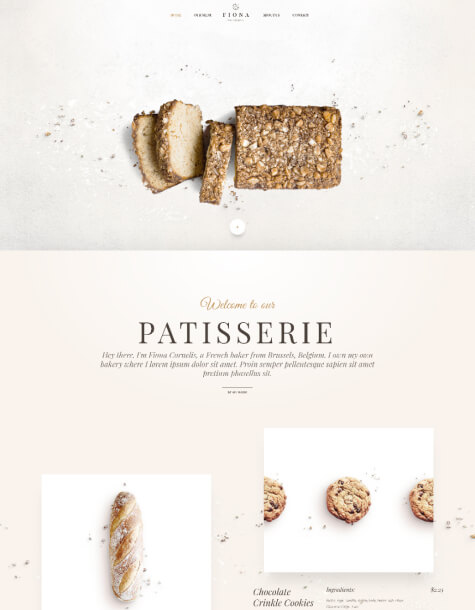 HOME
OUR MENU
FIONA
ABOUT US
CONTACT
Welcome to our
PATISSERIE
Hey there, I'm Fiona Cornelis, a French baker from Brussels, Belgium. I own my own
bakery where I lorem ipsum dolor sit amet. Proin semper pellentesque sapien sit amet
pretium phasellus sit.
Chocolate
Crinkle Cookies
Ingredients:
$2.25